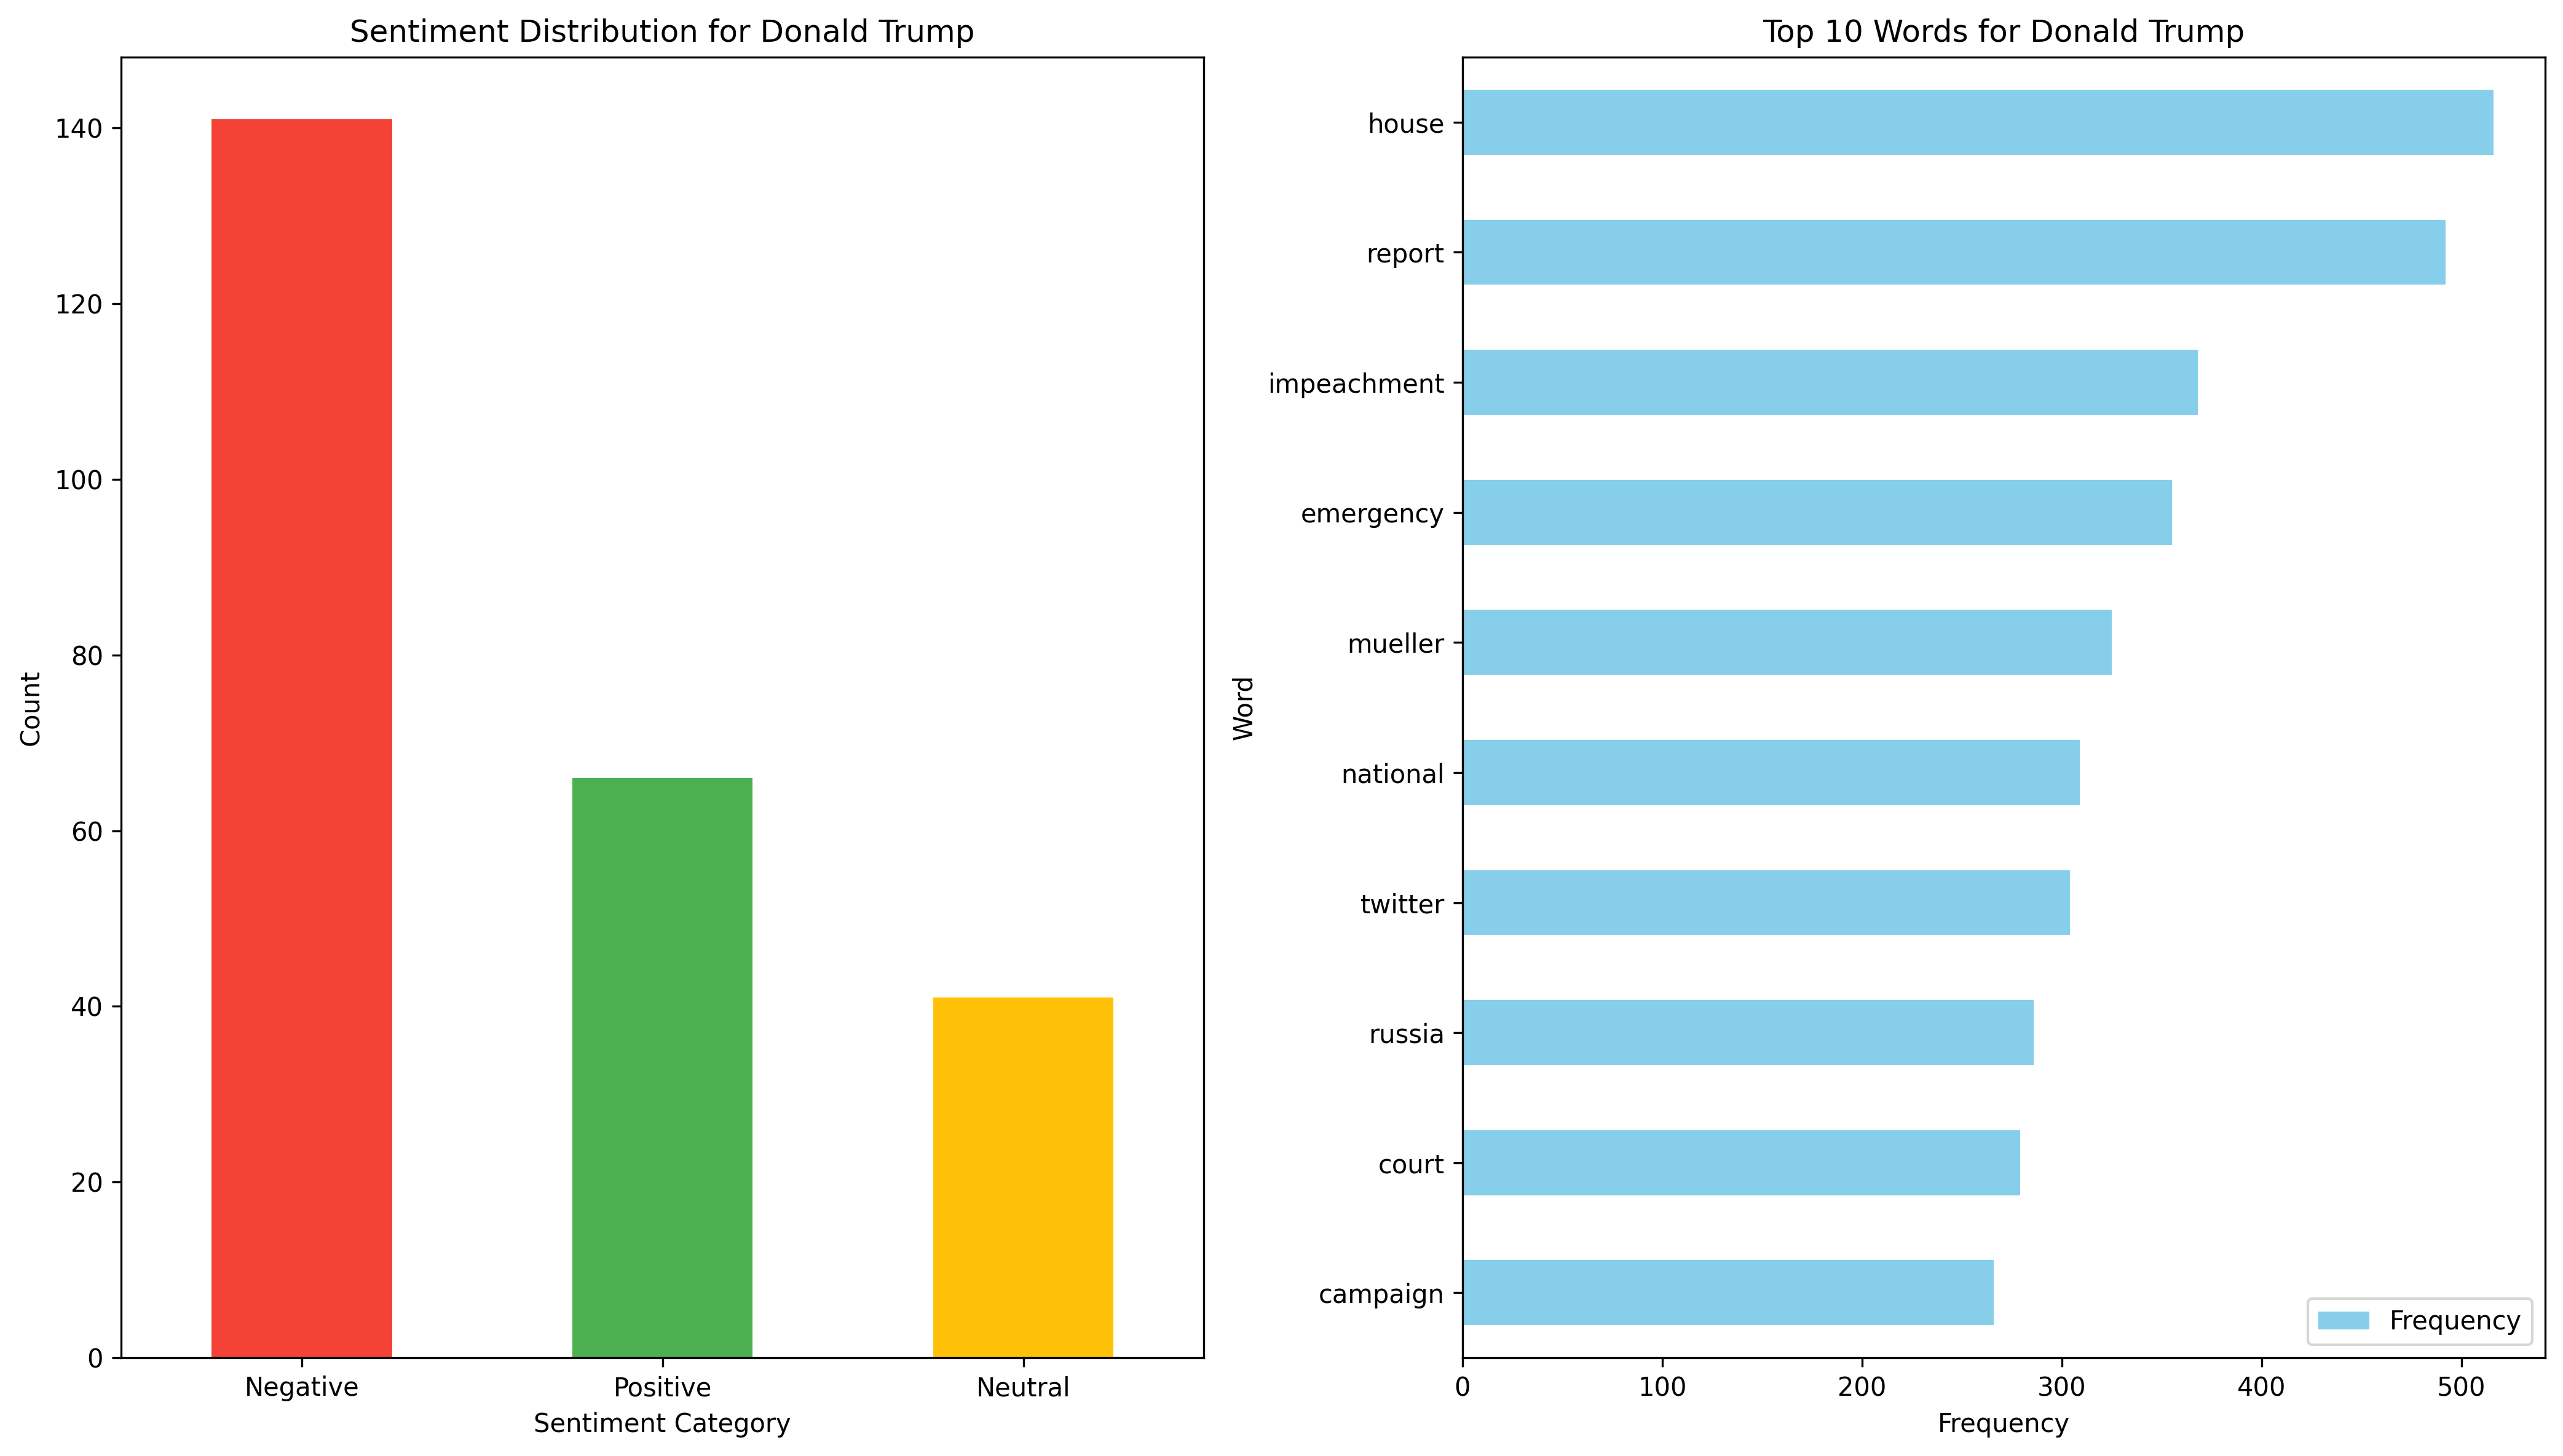 Sentiment Distribution for Donald Trump
140
120
100
80
60
40
20
0
Count
Negative
Positive
Neutral
Sentiment Category
Top 10 Words for Donald Trump
Word
house
report
impeachment
emergency
mueller
national
twitter
russia
court
campaign
Frequency
0
100
200
300
400
500
Frequency